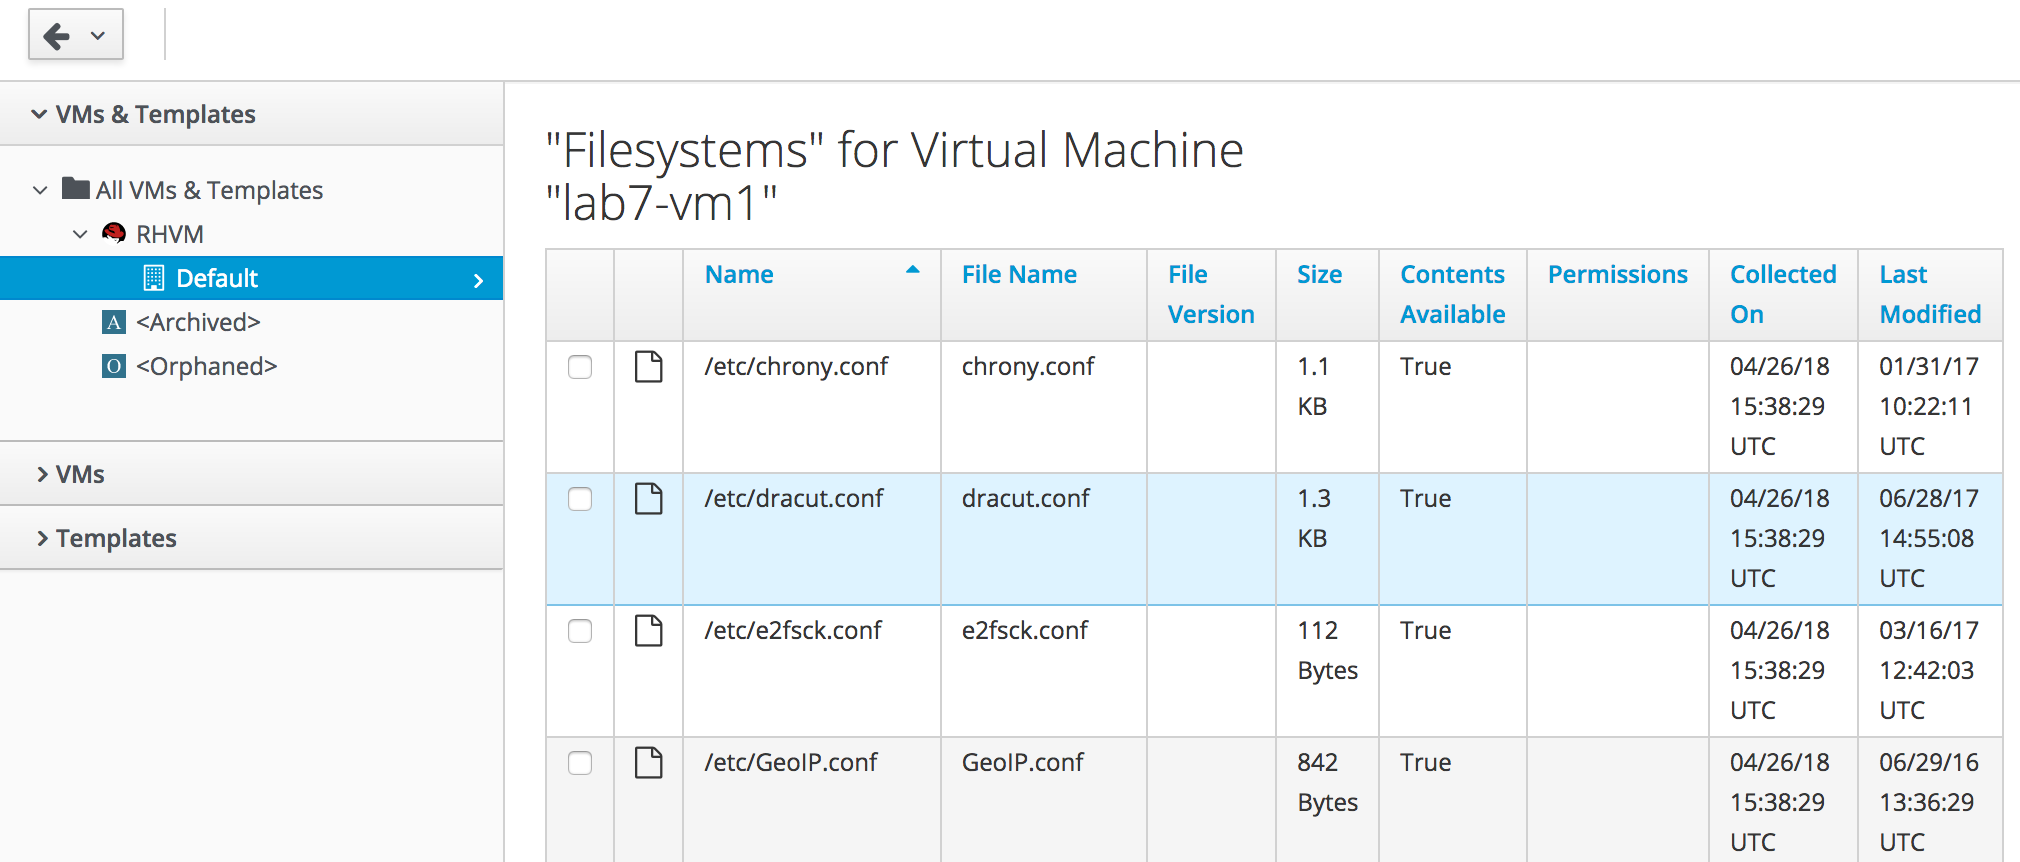 VMs & Templates
All VMs & Templates
RHVM
Default
A <Archived>
O <Orphaned>
VMs
Templates
"Filesystems" for Virtual Machine
"lab7-vm1"
Name File Name File Version Size Contents Available Permissions Collected On Last Modified
/etc/chrony.conf chrony.conf 1.1 KB True 04/26/18 15:38:29 UTC 01/31/17 10:22:11 UTC
/etc/dracut.conf dracut.conf 1.3 KB True 04/26/18 15:38:29 UTC 06/28/17 14:55:08 UTC
/etc/e2fsck.conf e2fsck.conf 112 Bytes True 04/26/18 15:38:29 UTC 03/16/17 12:42:03 UTC
/etc/GeoIP.conf GeoIP.conf 842 Bytes True 04/26/18 15:38:29 UTC 06/29/16 13:36:29 UTC